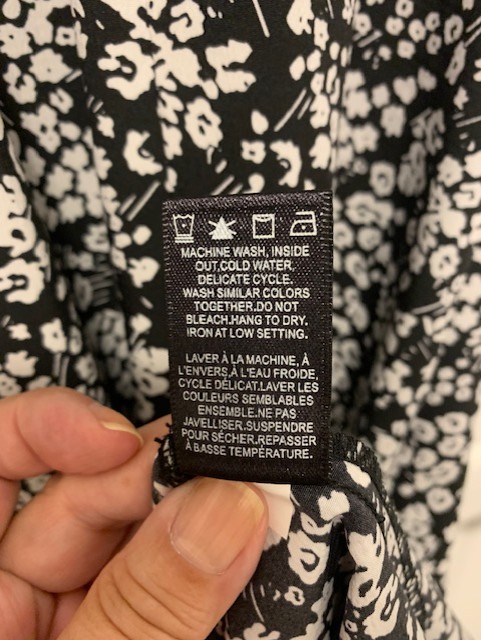 MACHINE WASH, INSIDE
OUT,COLD WATER,
DELICATE CYCLE.
WASH SIMILAR COLORS
TOGETHER.DO NOT
BLEACH.HANG TO DRY.
IRON AT LOW SETTING.
LAVER À LA MACHINE, À
L'ENVERS,À L'EAU FROIDE,
CYCLE DÉLICAT.LAVER LES
COULEURS SEMBLABLES
ENSEMBLE.NE PAS
JAVELLISER.SUSPENDRE
POUR SÉCHER.REPASSER
À BASSE TEMPÉRATURE.